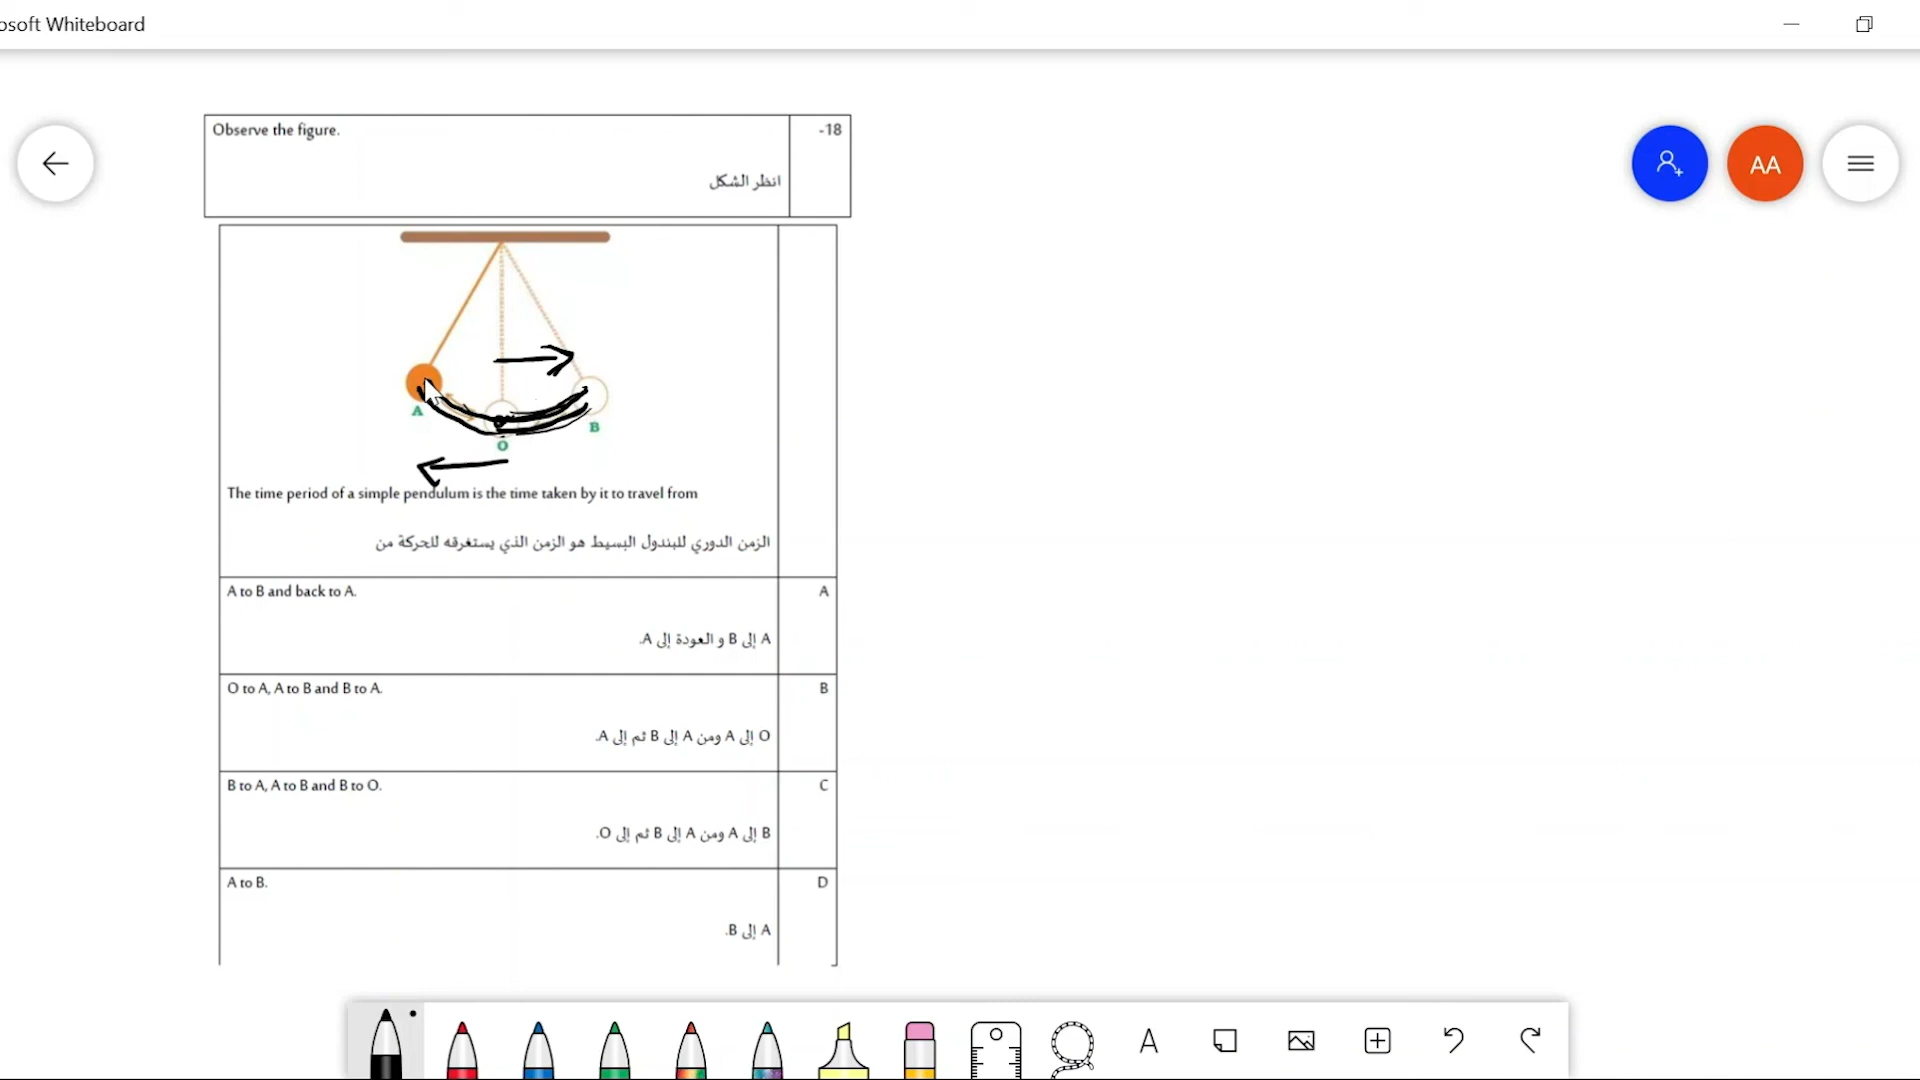 osoft Whiteboard
Observe the figure.
-18
انظر الشكل
A
B
O
The time period of a simple pendulum is the time taken by it to travel from
الزمن الدوري للبندول البسيط هو الزمن الذي يستغرقه للحركة من
A to B and back to A.
A
A إلى B و العودة إلى A.
O to A, A to B and B to A.
B
O إلى A ومن A إلى B ثم إلى A.
B to A, A to B and B to O.
C
B إلى A ومن A إلى B ثم إلى O.
A to B.
D
A إلى B.
AA
A